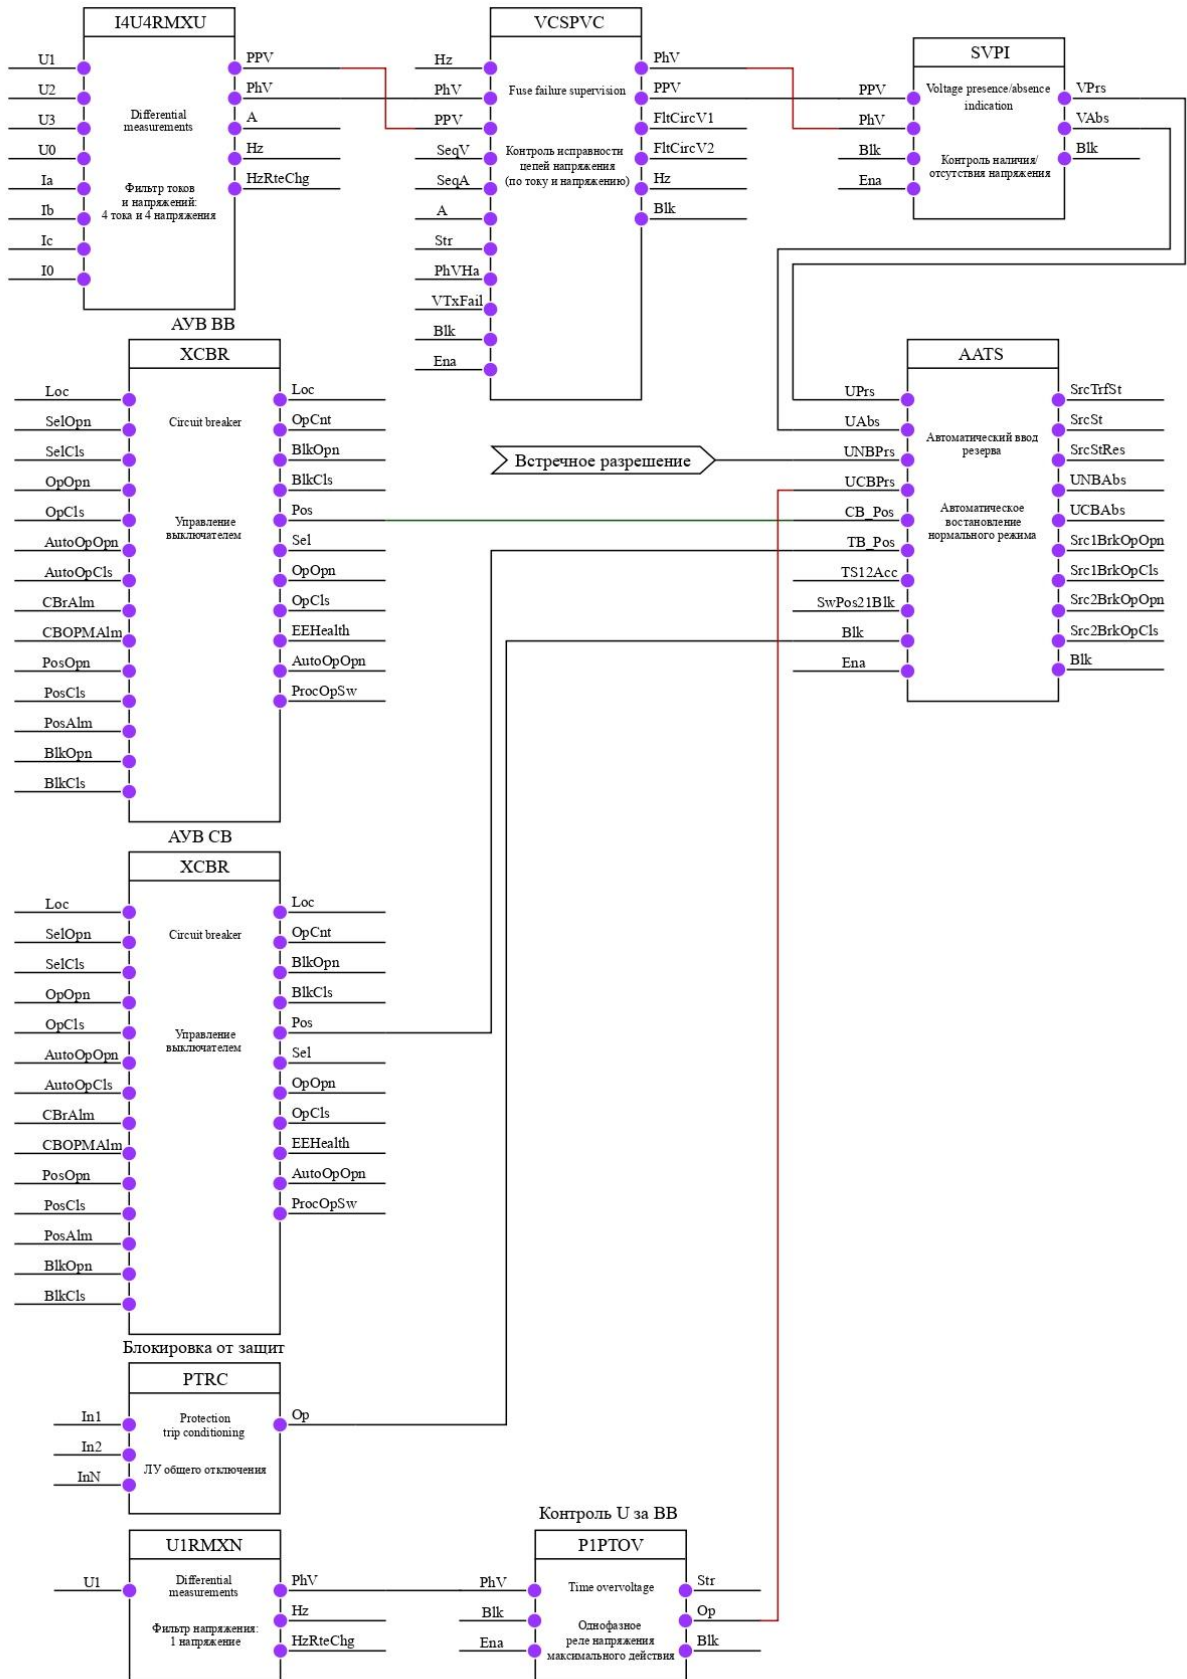 I4U4RMXU
U1
U2
U3
U0
Ia
Ib
Ic
I0
Differential
measurements
Фильтр токов
и напряжений:
4 тока и 4 напряжения
PPV
PhV
A
Hz
HzRteChg
VCSPVC
Hz
PhV
PPV
SeqV
SeqA
A
Str
PhVHa
VTxFail
Blk
Ena
Fuse failure supervision
Контроль исправности
цепей напряжения
(по току и напряжению)
PhV
PPV
FltCircV1
FltCircV2
Hz
Blk
SVPI
PPV
PhV
Blk
Ena
Voltage presence/absence
indication
Контроль наличия/
отсутствия напряжения
VPrs
VAbs
Blk
АУВ ВВ
XCBR
Loc
SelOpn
SelCls
OpOpn
OpCls
AutoOpOpn
AutoOpCls
CBrAlm
CBOPMAlm
PosOpn
PosCls
PosAlm
BlkOpn
BlkCls
Circuit breaker
Управление
выключателем
Loc
OpCnt
BlkOpn
BlkCls
Pos
Sel
OpOpn
OpCls
EEHealth
AutoOpOpn
ProcOpSw
Встречное разрешение
AATS
UPrs
UAbs
UNBPrs
UCBPrs
CB_Pos
TB_Pos
TS12Acc
SwPos21Blk
Blk
Ena
Автоматический ввод
резерва
Автоматическое
востановление
нормального режима
SrcTrfSt
SrcSt
SrcStRes
UNBAbs
UCBAbs
Src1BrkOpOpn
Src1BrkOpCls
Src2BrkOpOpn
Src2BrkOpCls
Blk
АУВ СВ
XCBR
Loc
SelOpn
SelCls
OpOpn
OpCls
AutoOpOpn
AutoOpCls
CBrAlm
CBOPMAlm
PosOpn
PosCls
PosAlm
BlkOpn
BlkCls
Circuit breaker
Управление
выключателем
Loc
OpCnt
BlkOpn
BlkCls
Pos
Sel
OpOpn
OpCls
EEHealth
AutoOpOpn
ProcOpSw
Блокировка от защит
PTRC
In1
In2
InN
Protection
trip conditioning
ЛУ общего отключения
Op
U1RMXN
U1
Differential
measurements
Фильтр напряжения:
1 напряжение
PhV
Hz
HzRteChg
Контроль U за ВВ
P1PTOV
PhV
Blk
Ena
Time overvoltage
Однофазное
реле напряжения
максимального действия
Str
Op
Blk